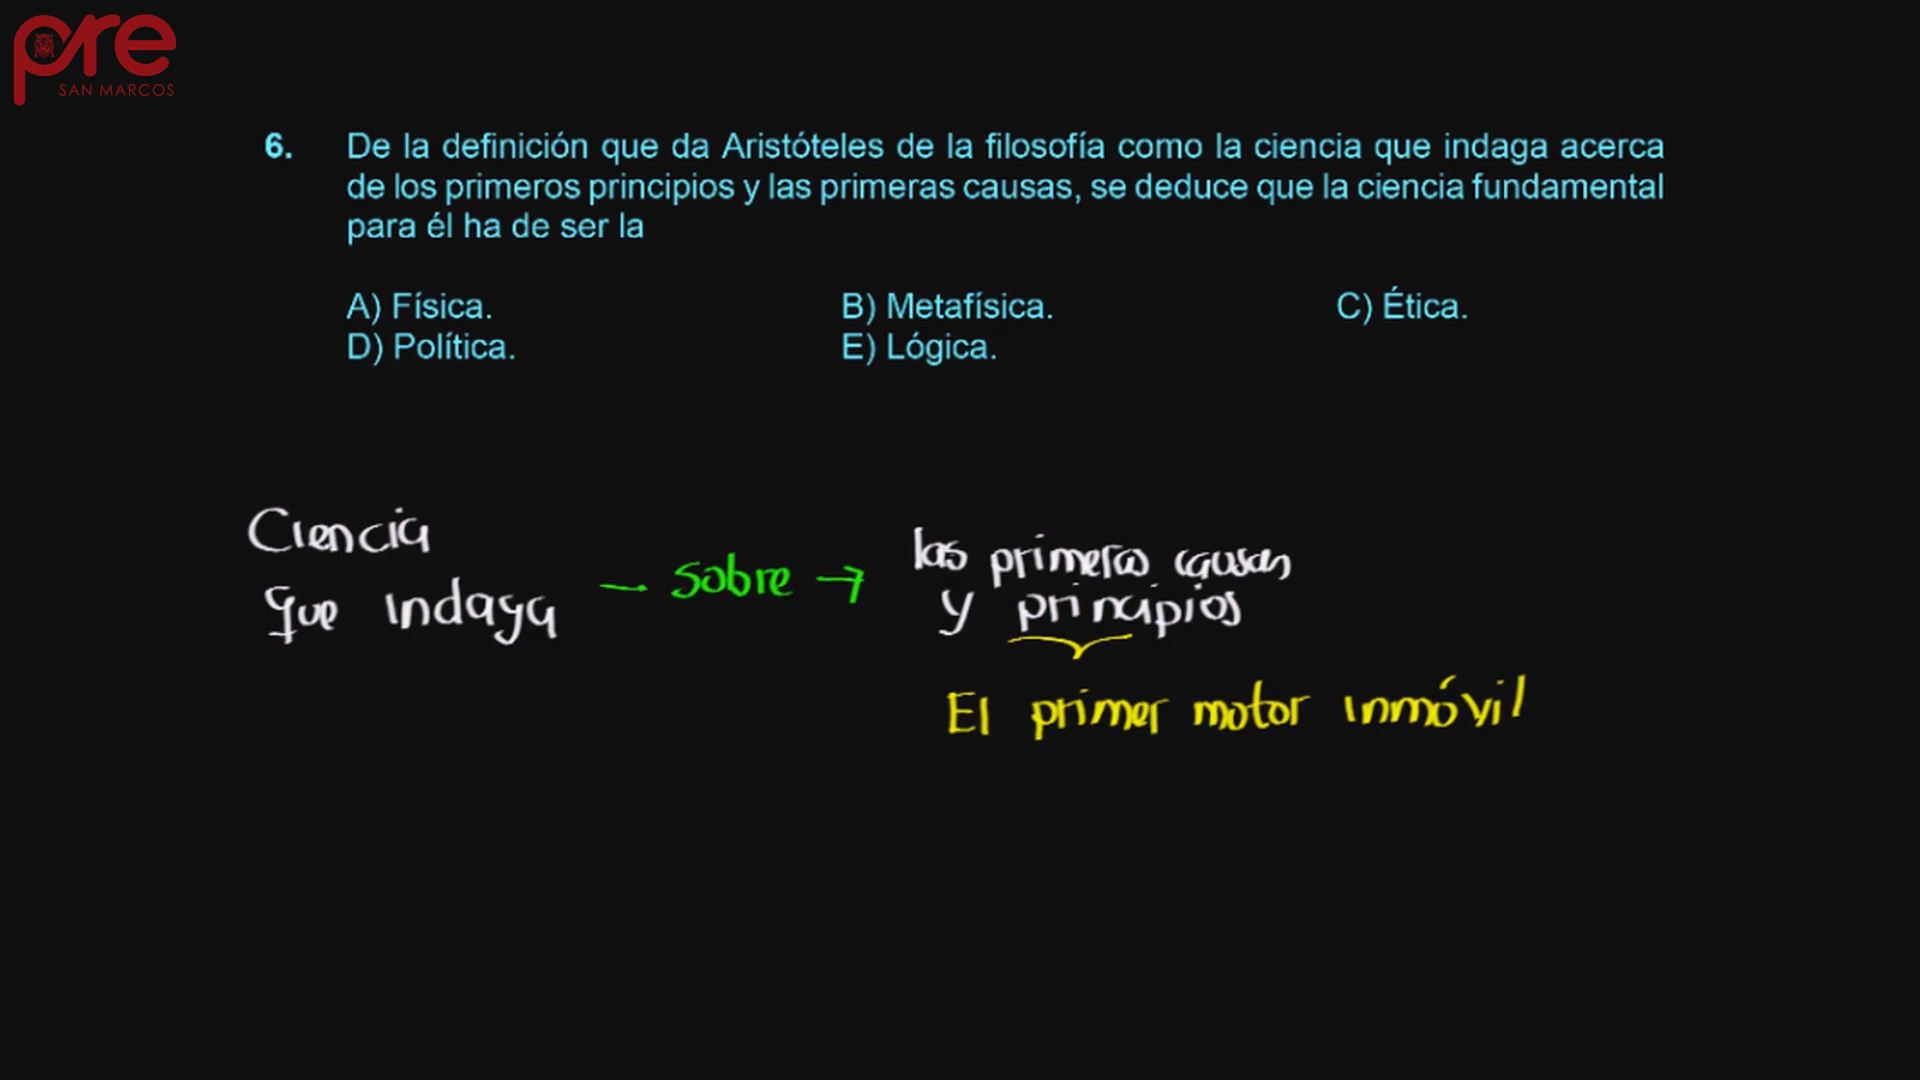 pre
SAN MARCOS
6. De la definición que da Aristóteles de la filosofía como la ciencia que indaga acerca
de los primeros principios y las primeras causas, se deduce que la ciencia fundamental
para él ha de ser la
A) Física. B) Metafísica. C) Ética.
D) Política. E) Lógica.
Ciencia
que indaga
sobre
las primeras causas
y principios
El primer motor inmóvil